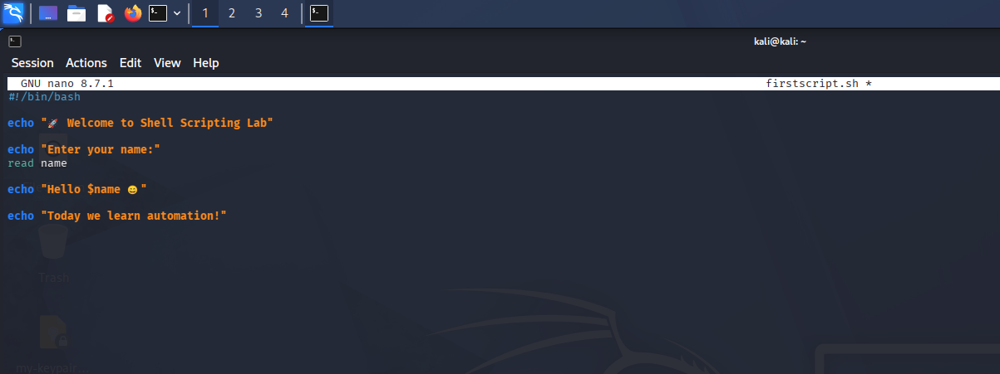 1 2 3 4
kali@kali: ~
Session Actions Edit View Help
GNU nano 8.7.1 firstscript.sh *
#!/bin/bash
echo "🚀 Welcome to Shell Scripting Lab"
echo "Enter your name:"
read name
echo "Hello $name 😄"
echo "Today we learn automation!"
Trash
my-keypair...